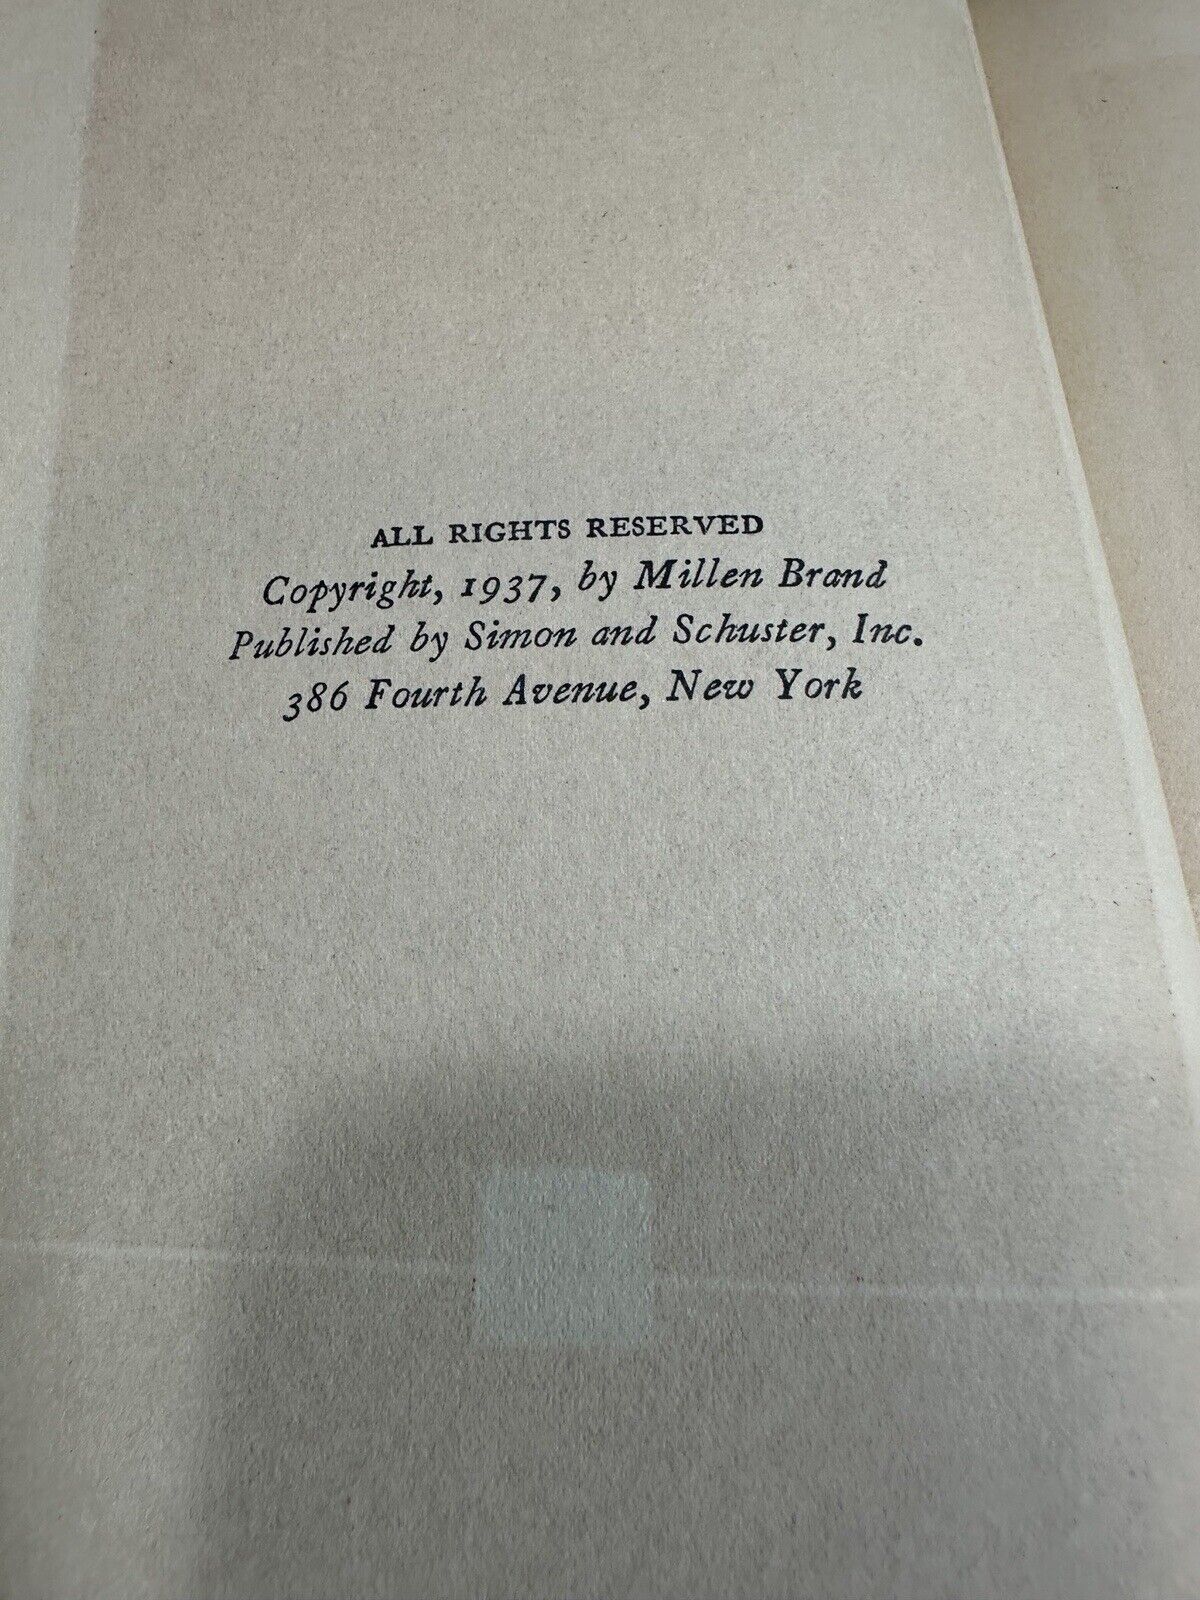 ALL RIGHTS RESERVED
Copyright, 1937, by Millen Brand
Published by Simon and Schuster, Inc.
386 Fourth Avenue, New York